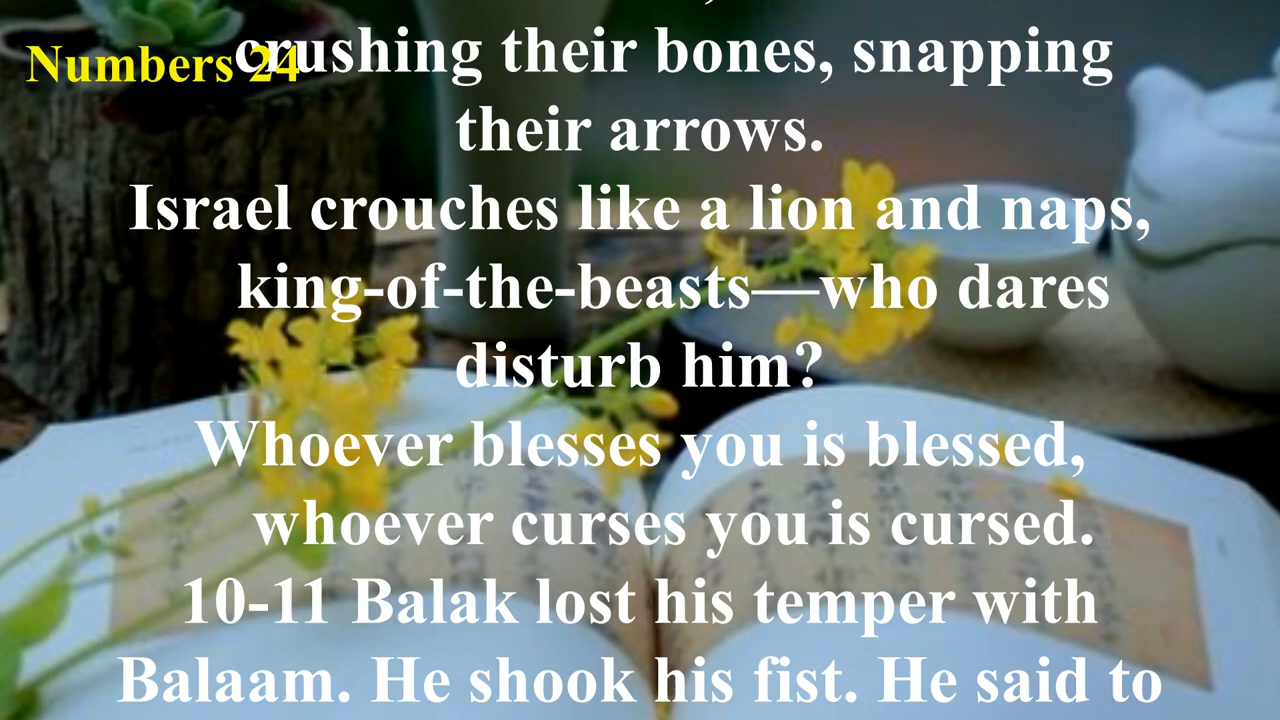 Numbers 24
crushing their bones, snapping
their arrows.
Israel crouches like a lion and naps,
king-of-the-beasts—who dares
disturb him?
Whoever blesses you is blessed,
whoever curses you is cursed.
10-11 Balak lost his temper with
Balaam. He shook his fist. He said to